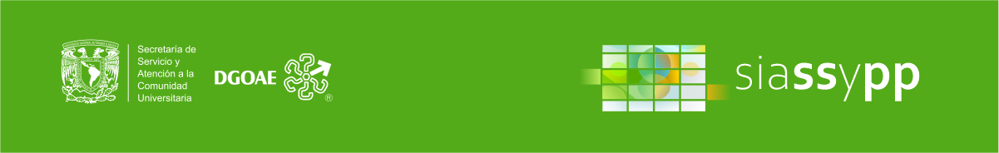 Secretaría de
Servicio y
Atención a la
Comunidad
Universitaria
DGOAE
®
siassypp